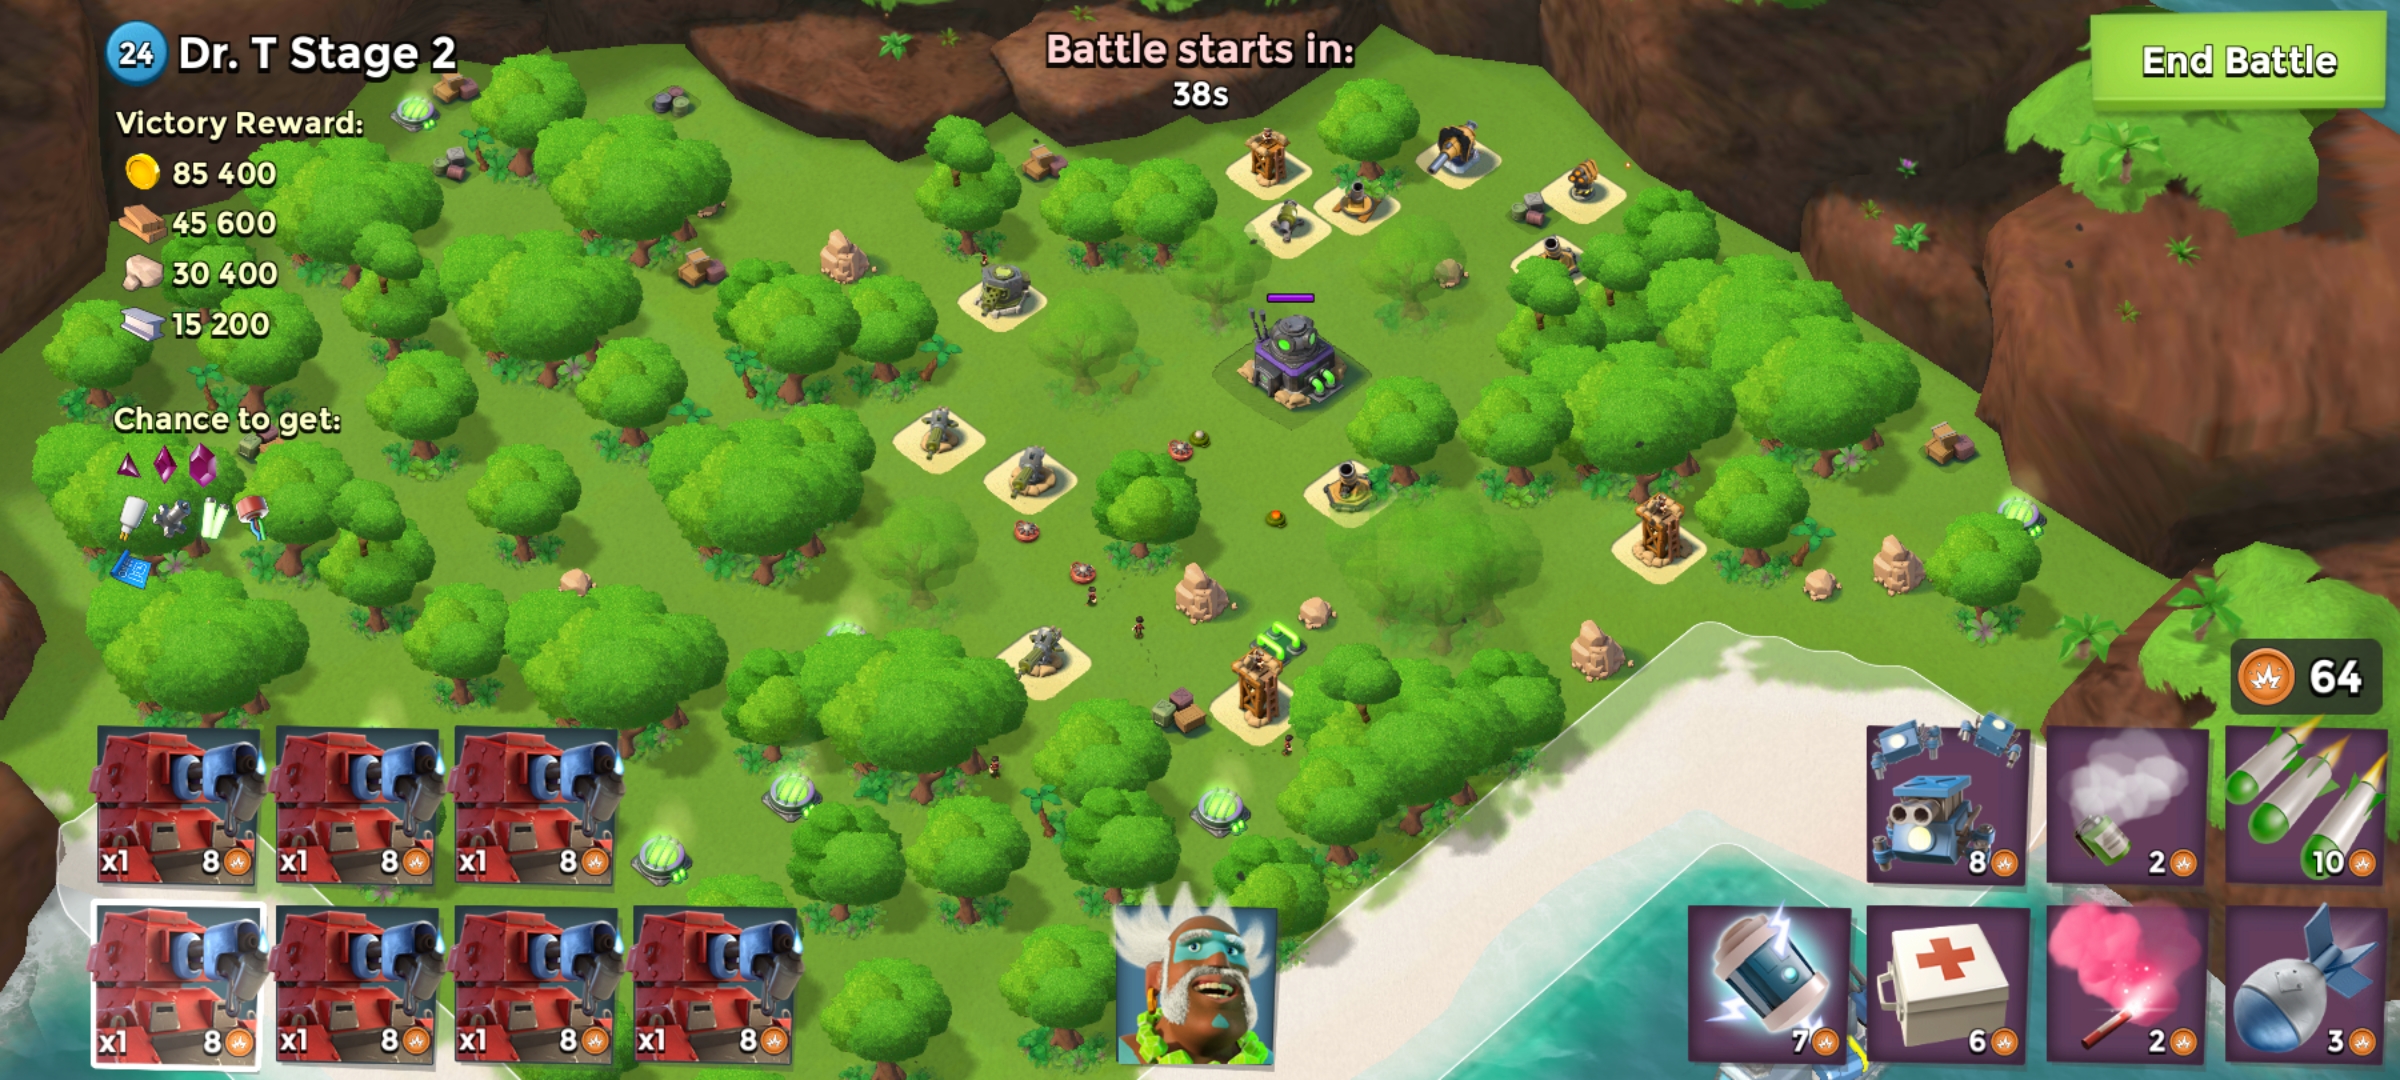 24 Dr. T Stage 2
Battle starts in:
38s
End Battle
Victory Reward:
85 400
45 600
30 400
15 200
Chance to get:
64
x1 8
x1 8
x1 8
8
2
10
x1 8
x1 8
x1 8
x1 8
7
6
2
3